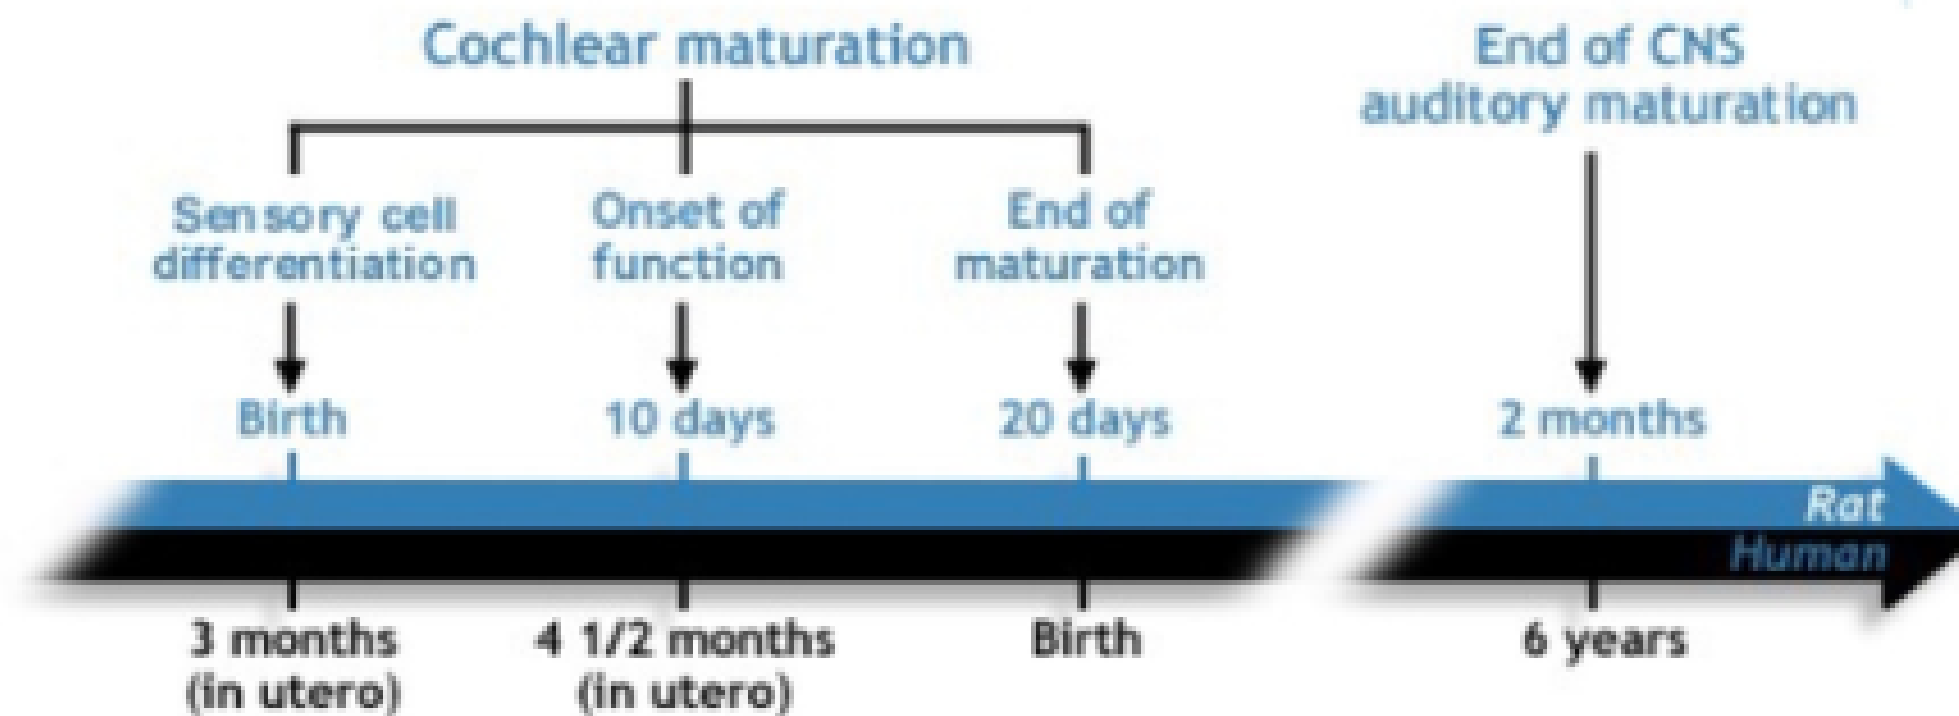 Cochlear maturation
End of CNS
auditory maturation
Sensory cell
differentiation
Onset of
function
End of
maturation
Birth
10 days
20 days
2 months
Rat
Human
3 months
(in utero)
4 1/2 months
(in utero)
Birth
6 years